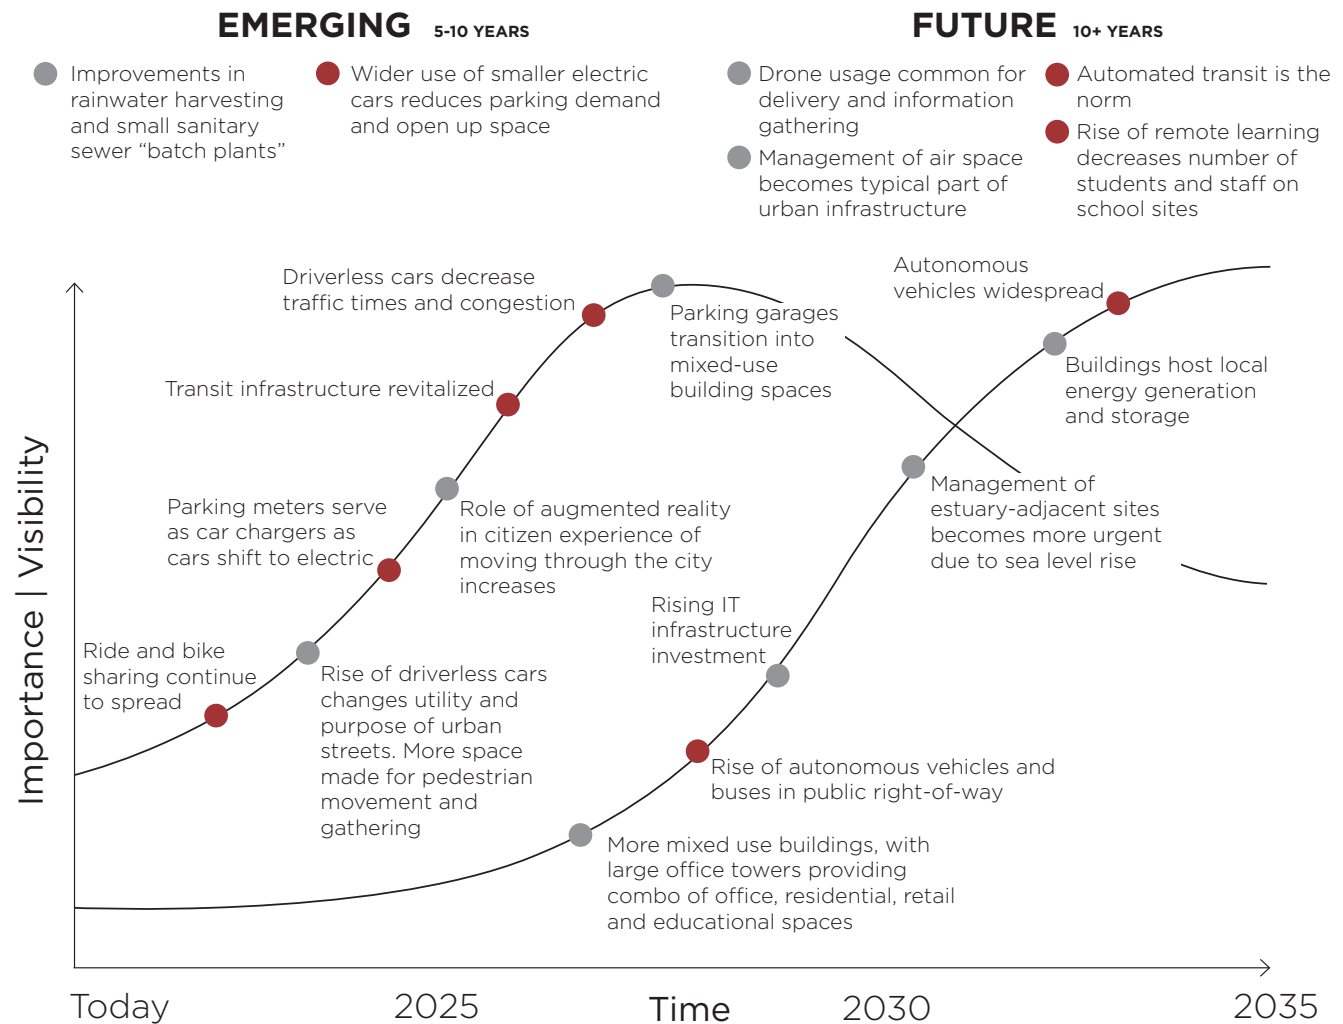 EMERGING 5-10 YEARS
Improvements in
rainwater harvesting
and small sanitary
sewer “batch plants”
Wider use of smaller electric
cars reduces parking demand
and open up space
FUTURE 10+ YEARS
Drone usage common for
delivery and information
gathering
Management of air space
becomes typical part of
urban infrastructure
Automated transit is the
norm
Rise of remote learning
decreases number of
students and staff on
school sites
Importance | Visibility
Driverless cars decrease
traffic times and congestion
Parking garages
transition into
mixed-use
building spaces
Autonomous
vehicles widespread
Buildings host local
energy generation
and storage
Transit infrastructure revitalized
Parking meters serve
as car chargers as
cars shift to electric
Role of augmented reality
in citizen experience of
moving through the city
increases
Management of
estuary-adjacent sites
becomes more urgent
due to sea level rise
Rising IT
infrastructure
investment
Ride and bike
sharing continue
to spread
Rise of driverless cars
changes utility and
purpose of urban
streets. More space
made for pedestrian
movement and
gathering
Rise of autonomous vehicles and
buses in public right-of-way
More mixed use buildings, with
large office towers providing
combo of office, residential, retail
and educational spaces
Today
2025
Time
2030
2035